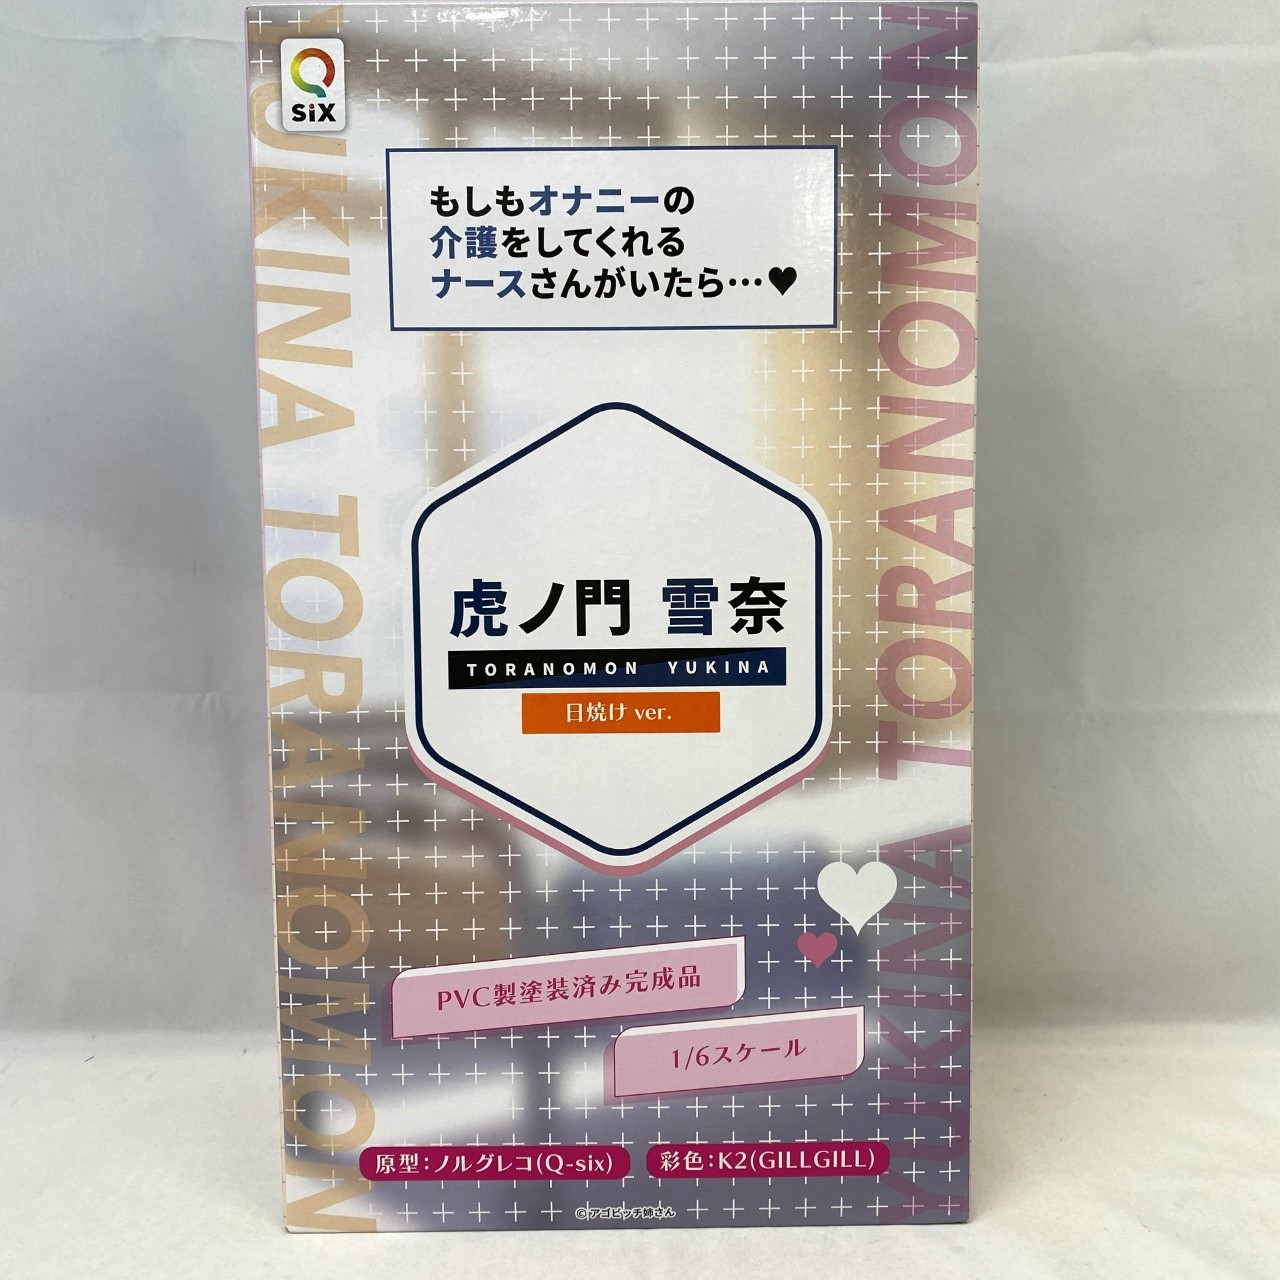 Q
SiX
もしもオナニーの
介護をしてくれる
ナースさんがいたら…♥
YUKINA TORANOMON
YUKINA TORANOMON
虎ノ門 雪奈
TORANOMON YUKINA
日焼け ver.
PVC製塗装済み完成品
1/6スケール
原型：ノルグレコ(Q-six)
彩色：K2(GILLGILL)
©アゴビッチ姉さん